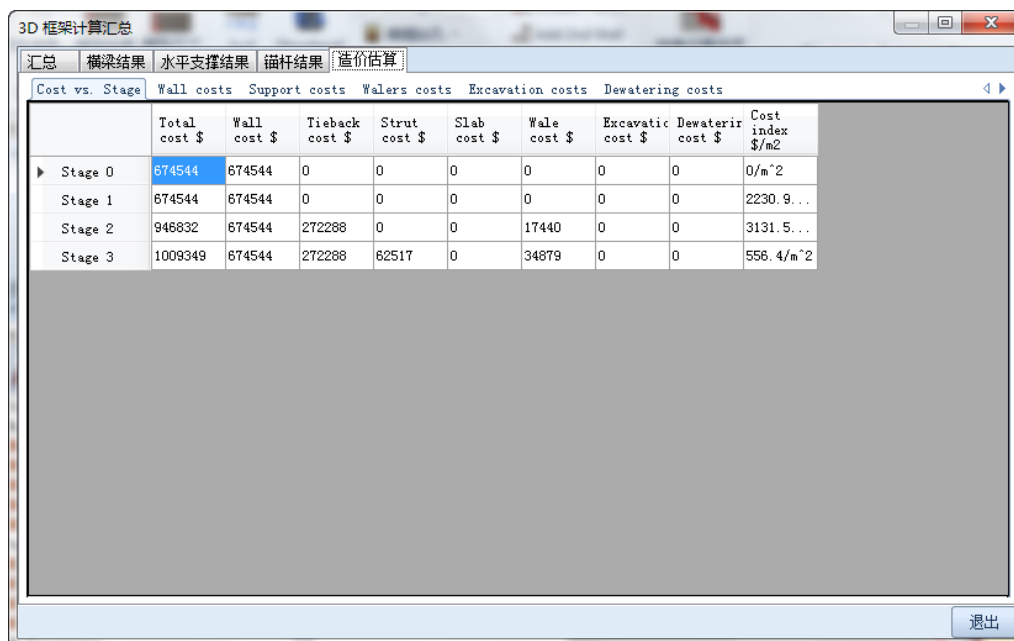 3D 框架计算汇总
汇总 横梁结果 水平支撑结果 锚杆结果 造价估算
Cost vs. Stage Wall costs Support costs Walers costs Excavation costs Dewatering costs
Total cost $ Wall cost $ Tieback cost $ Strut cost $ Slab cost $ Wale cost $ Excavatic cost $ Dewaterir cost $ Cost index $/m2
Stage 0 674544 674544 0 0 0 0 0 0 0/m^2
Stage 1 674544 674544 0 0 0 0 0 0 2230.9...
Stage 2 946832 674544 272288 0 0 17440 0 0 3131.5...
Stage 3 1009349 674544 272288 62517 0 34879 0 0 556.4/m^2
退出